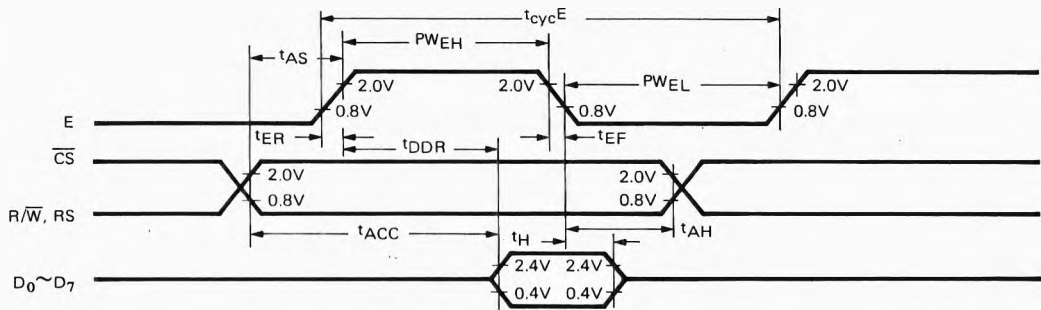 tcycE
tAS
PWEH
2.0V
2.0V
PWEL
2.0V
0.8V
0.8V
0.8V
E
tER
tDDR
tEF
CS
2.0V
2.0V
0.8V
0.8V
R/W, RS
tACC
tH
tAH
2.4V
2.4V
D0~D7
0.4V
0.4V